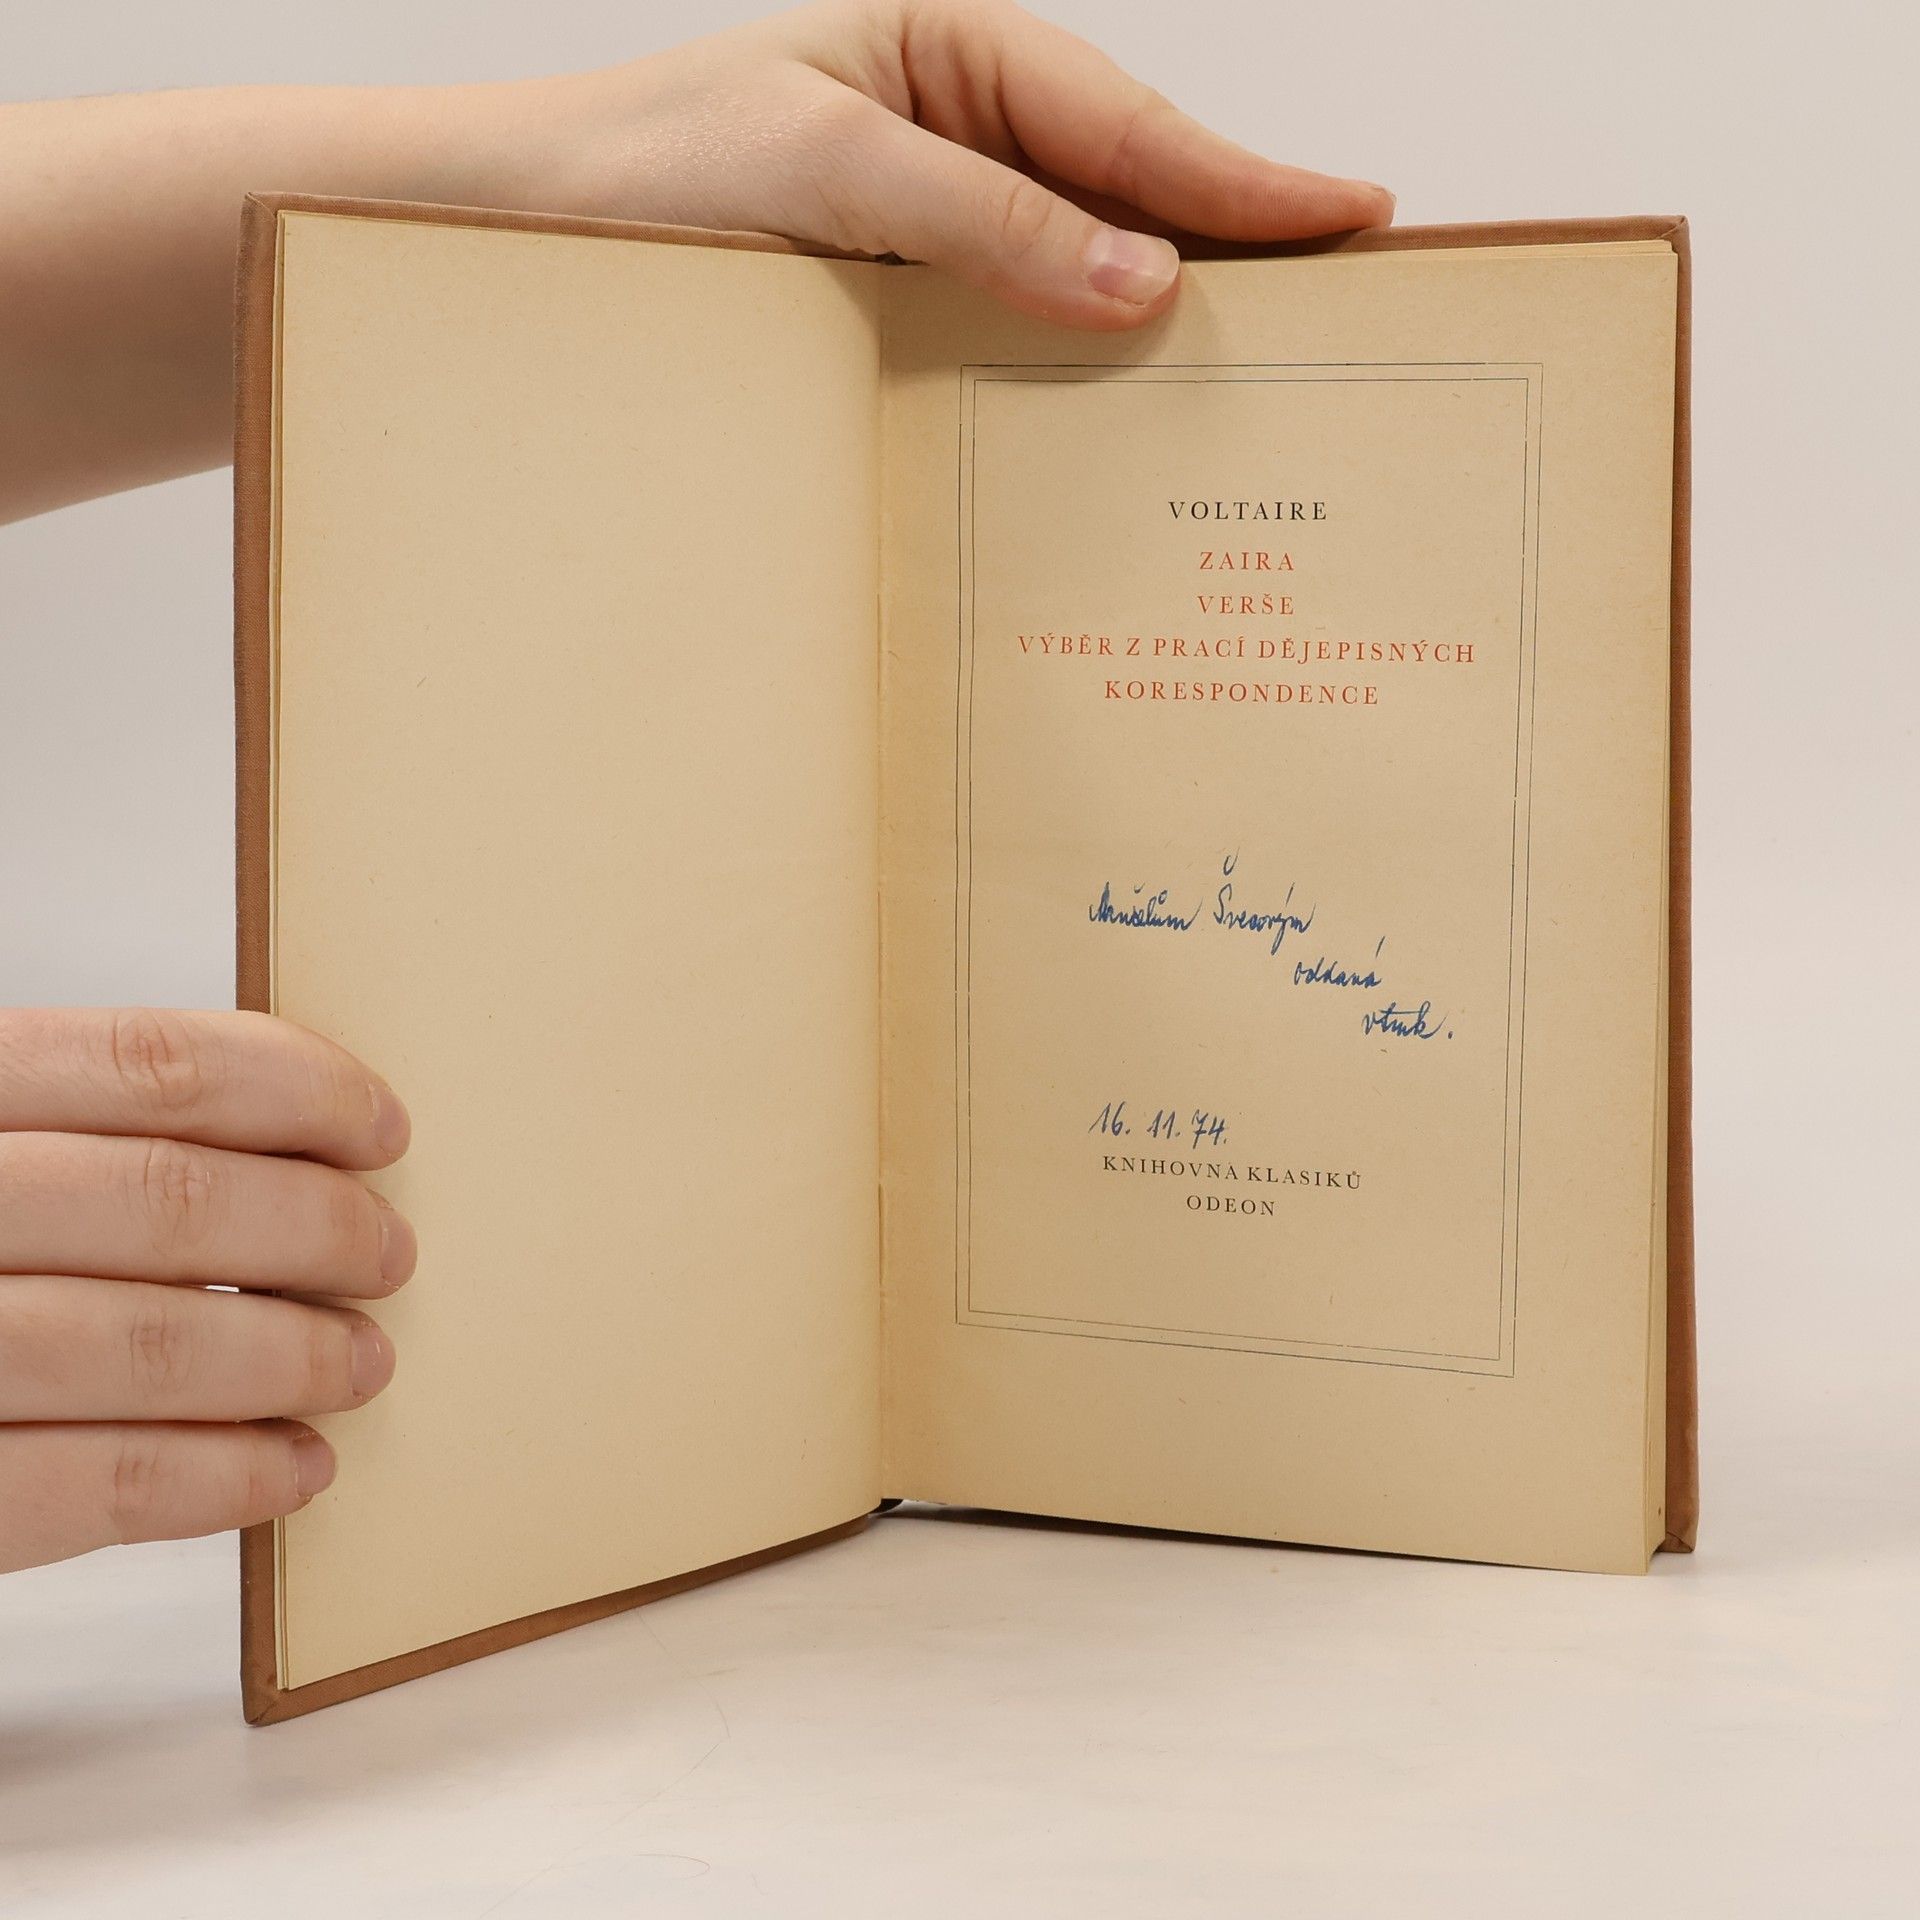 VOLTAIRE
ZAIRA
VERŠE
VÝBĚR Z PRACÍ DĚJEPISNÝCH
KORESPONDENCE
Švecovým
oddaná
16. 11. 74.
KNIHOVNA KLASIKŮ
ODEON